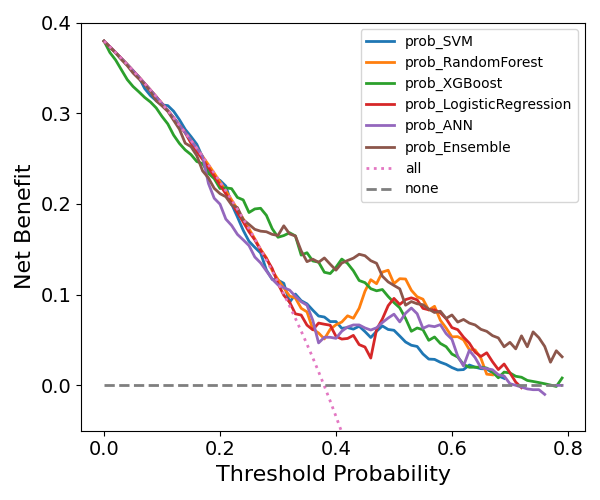 0.4
0.3
0.2
0.1
0.0
Net Benefit
prob_SVM
prob_RandomForest
prob_XGBoost
prob_LogisticRegression
prob_ANN
prob_Ensemble
all
none
0.0 0.2 0.4 0.6 0.8
Threshold Probability